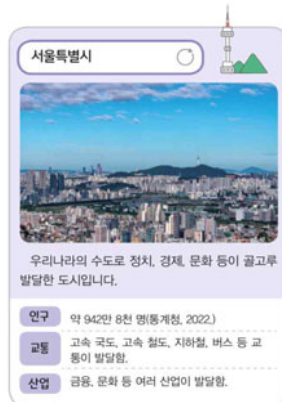 서울특별시
우리나라의 수도로 정치, 경제, 문화 등이 골고루
발달한 도시입니다.
인구 약 942만 8천 명(통계청, 2022.)
교통 고속 국도, 고속 철도, 지하철, 버스 등 교
통이 발달함.
산업 금융, 문화 등 여러 산업이 발달함.